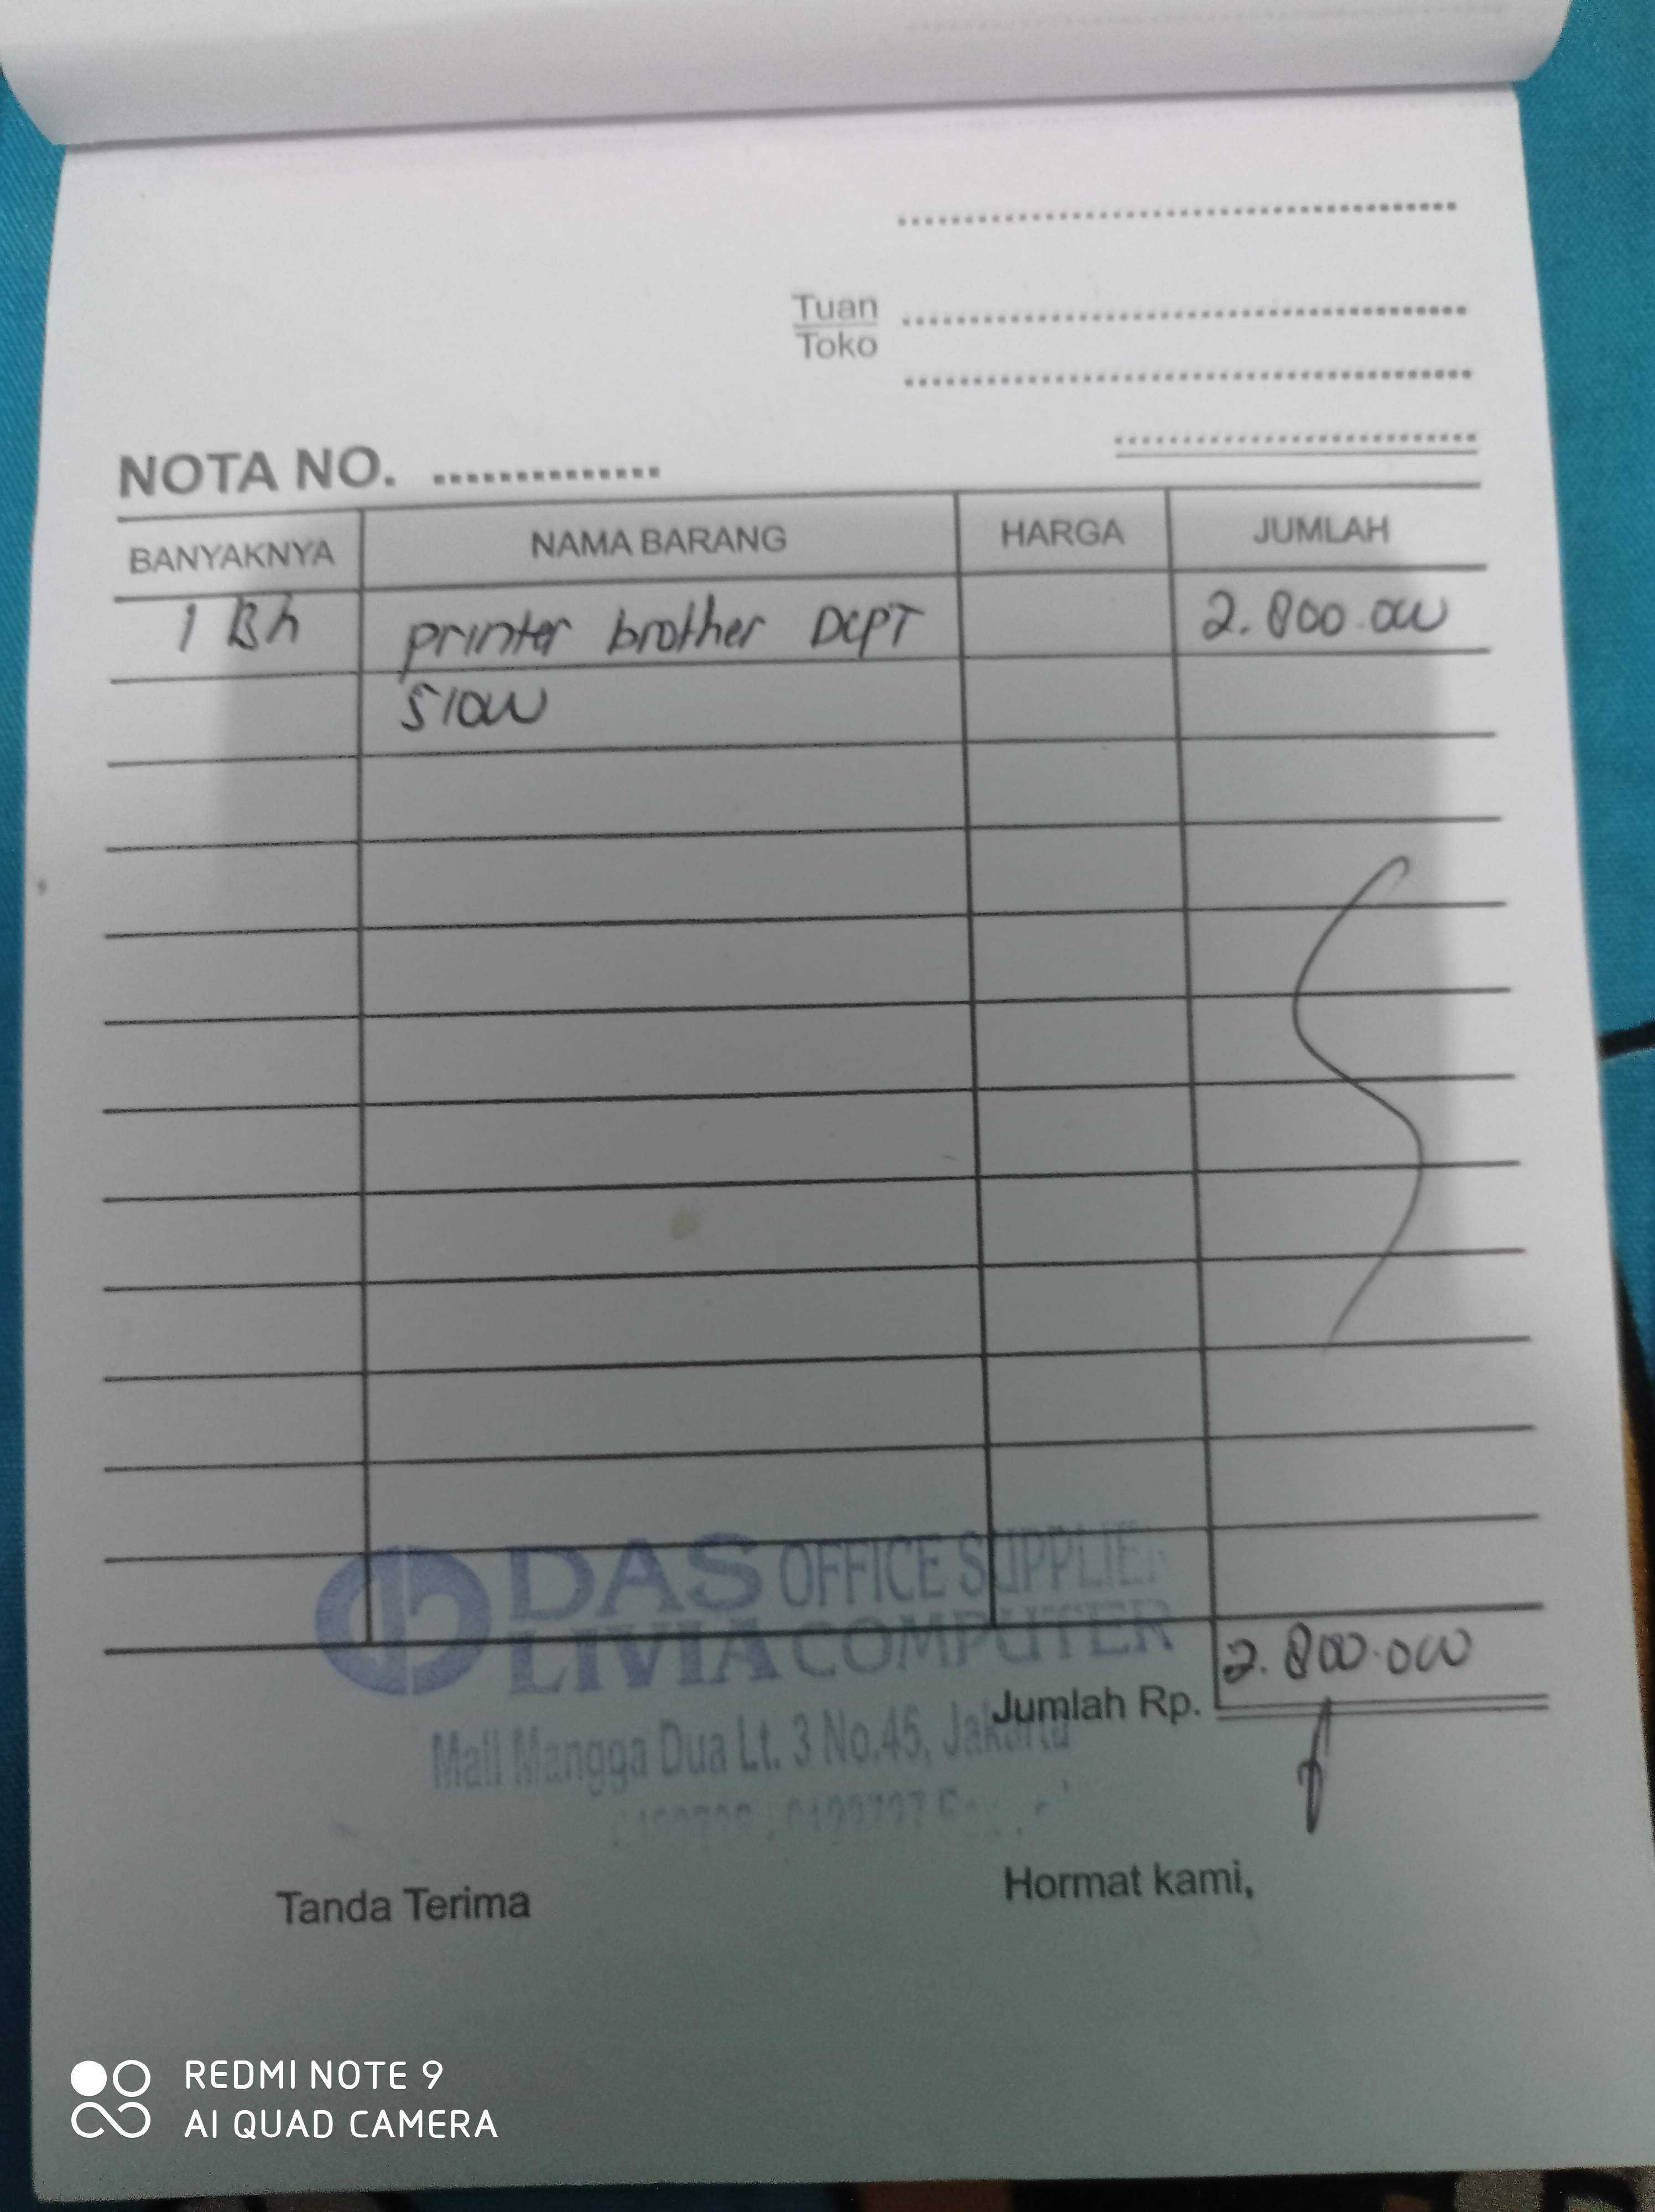 Tuan
Toko
NOTA NO.
BANYAKNYA NAMA BARANG HARGA JUMLAH
1 Bh printer brother DCPT 2.800.000
510W
DAS OFFICE SUPPLIER
LIVIA COMPUTER
2.800.000
Jumlah Rp.
Mall Mangga Dua Lt. 3 No.45, Jakarta
Tanda Terima Hormat kami,
REDMI NOTE 9
AI QUAD CAMERA